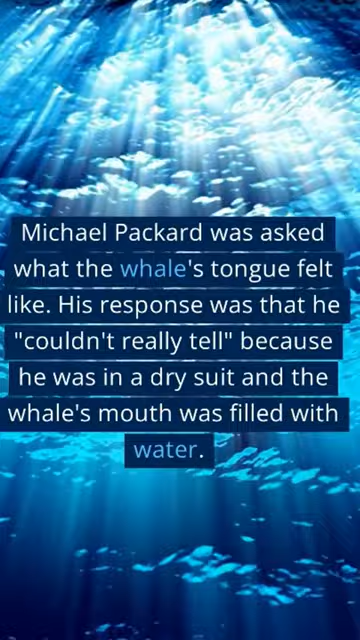 Michael Packard was asked
what the whale's tongue felt
like. His response was that he
"couldn't really tell" because
he was in a dry suit and the
whale's mouth was filled with
water.